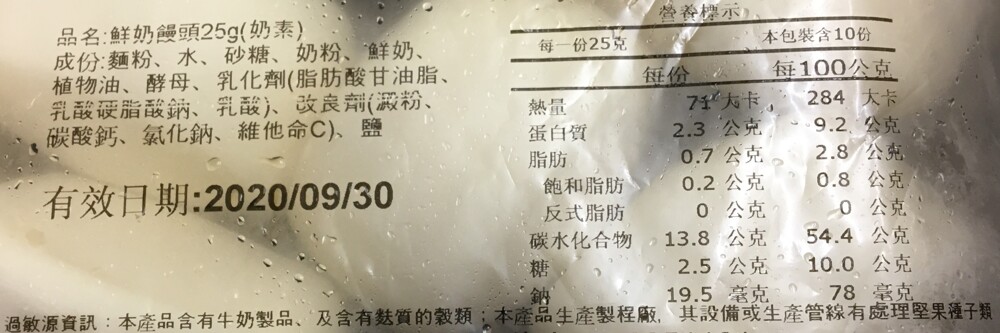 品名:鮮奶饅頭25g(奶素)
成份:麵粉、水、砂糖、奶粉、鮮奶、
植物油、酵母、乳化劑(脂肪酸甘油脂、
乳酸硬脂酸鈉、乳酸)、改良劑(澱粉、
碳酸鈣、氯化鈉、維他命C)、鹽
有效日期:2020/09/30
營養標示
每一份25克 本包裝含10份
每份 每100公克
熱量 71 大卡 284 大卡
蛋白質 2.3 公克 9.2 公克
脂肪 0.7 公克 2.8 公克
飽和脂肪 0.2 公克 0.8 公克
反式脂肪 0 公克 0 公克
碳水化合物 13.8 公克 54.4 公克
糖 2.5 公克 10.0 公克
鈉 19.5 毫克 78 毫克
過敏源資訊：本產品含有牛奶製品、及含有麩質的穀類；本產品生產製程廠, 其設備或生產管線有處理堅果種子類